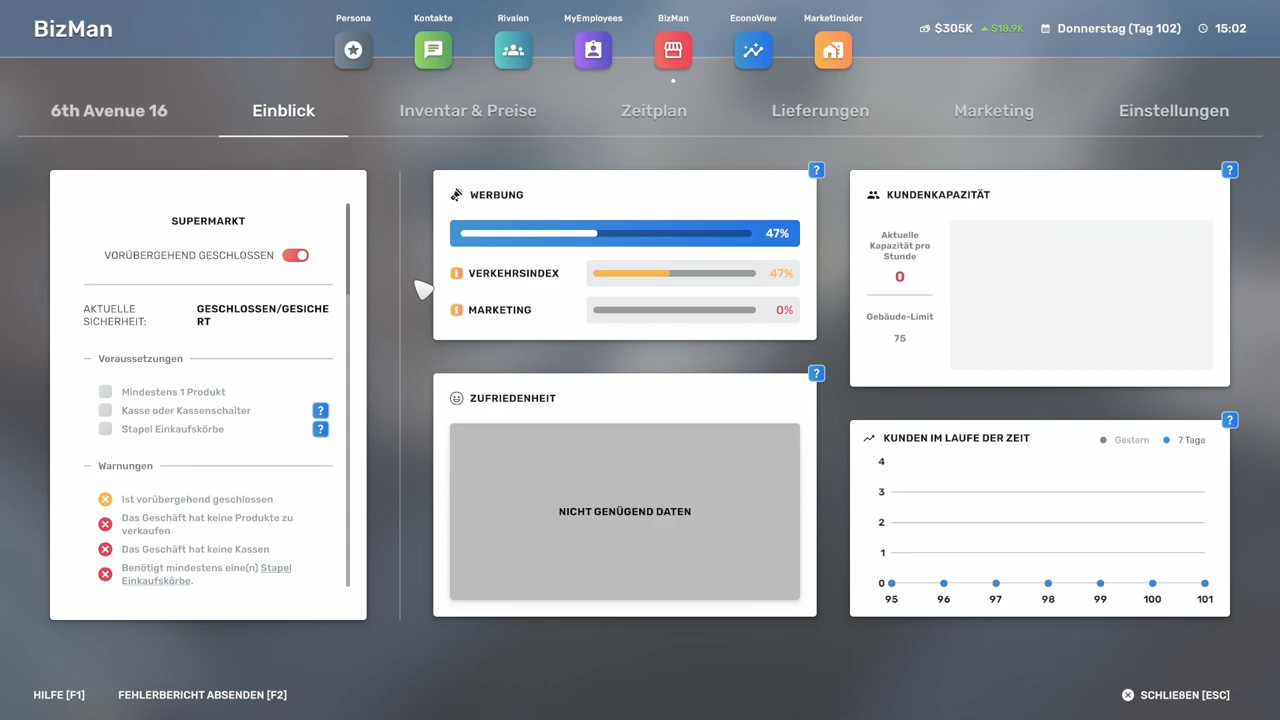 BizMan
Persona
Kontakte
Rivalen
MyEmployees
BizMan
EconoView
MarketInsider
$305K
$18.9K
Donnerstag (Tag 102)
15:02
6th Avenue 16
Einblick
Inventar & Preise
Zeitplan
Lieferungen
Marketing
Einstellungen
SUPERMARKT
VORÜBERGEHEND GESCHLOSSEN
AKTUELLE
SICHERHEIT:
GESCHLOSSEN/GESICHE
RT
Voraussetzungen
Mindestens 1 Produkt
Kasse oder Kassenschalter
?
Stapel Einkaufskörbe
?
Warnungen
Ist vorübergehend geschlossen
Das Geschäft hat keine Produkte zu
verkaufen
Das Geschäft hat keine Kassen
Benötigt mindestens eine(n) Stapel
Einkaufskörbe.
?
WERBUNG
47%
VERKEHRSINDEX
47%
MARKETING
0%
?
ZUFRIEDENHEIT
NICHT GENÜGEND DATEN
?
KUNDENKAPAZITÄT
Aktuelle
Kapazität pro
Stunde
0
Gebäude-Limit
75
?
KUNDEN IM LAUFE DER ZEIT
Gestern
7 Tage
4
3
2
1
0
95 96 97 98 99 100 101
HILFE [F1]
FEHLERBERICHT ABSENDEN [F2]
SCHLIEẞEN [ESC]